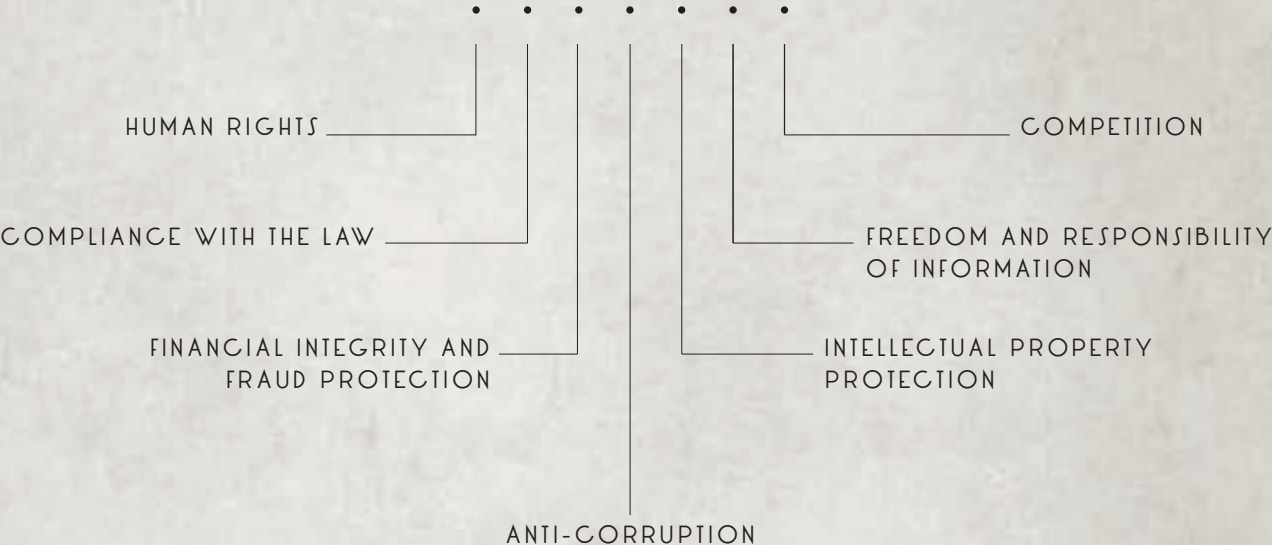 HUMAN RIGHTS
COMPETITION
COMPLIANCE WITH THE LAW
FREEDOM AND RESPONSIBILITY
OF INFORMATION
FINANCIAL INTEGRITY AND
FRAUD PROTECTION
INTELLECTUAL PROPERTY
PROTECTION
ANTI-CORRUPTION